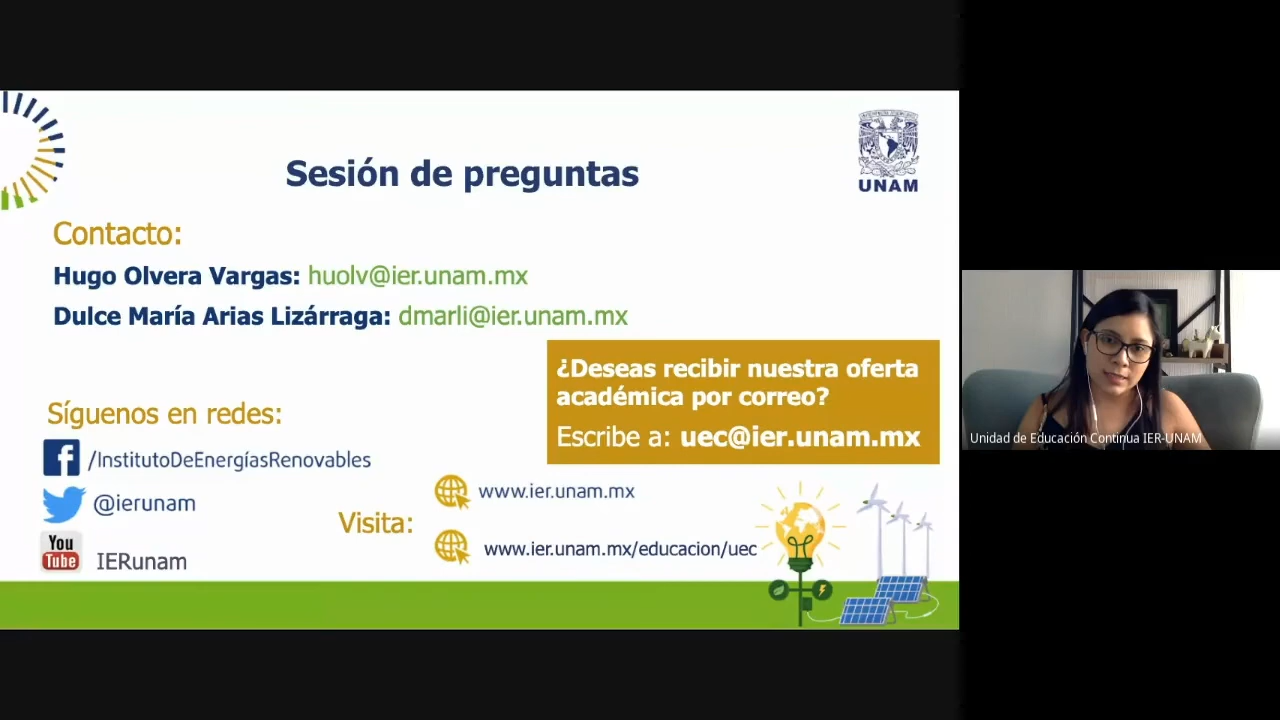 Sesión de preguntas
UNAM
Contacto:
Hugo Olvera Vargas: huolv@ier.unam.mx
Dulce María Arias Lizárraga: dmarli@ier.unam.mx
¿Deseas recibir nuestra oferta
académica por correo?
Escribe a: uec@ier.unam.mx
Síguenos en redes:
/InstitutoDeEnergíasRenovables
@ierunam
You
Tube
IERunam
Visita:
www.ier.unam.mx
www.ier.unam.mx/educacion/uec
Unidad de Educación Continua IER-UNAM